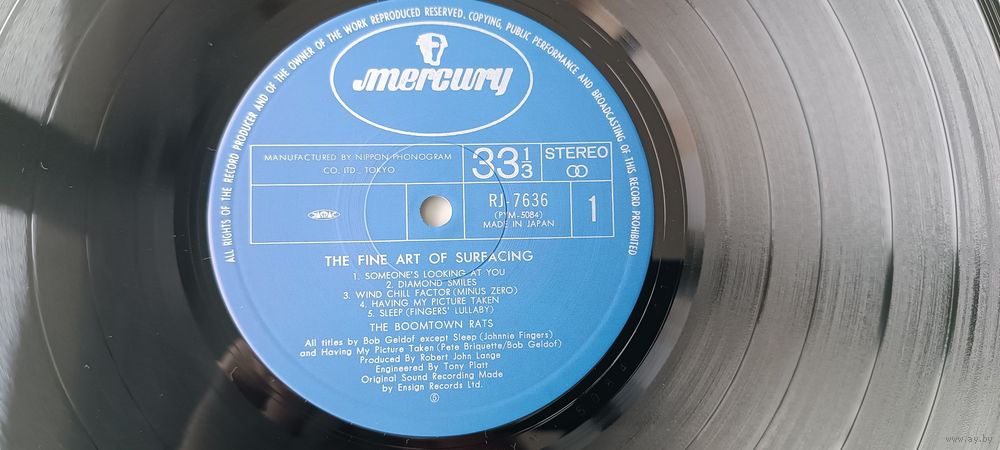 ALL RIGHTS OF THE RECORD PRODUCER AND OF THE OWNER OF THE WORK REPRODUCED RESERVED. COPYING, PUBLIC PERFORMANCE AND BROADCASTING OF THIS RECORD PROHIBITED
mercury
MANUFACTURED BY NIPPON PHONOGRAM
CO. LTD., TOKYO
33 1/3
STEREO
JASRAC
RJ-7636
(PYM-5084)
MADE IN JAPAN
1
THE FINE ART OF SURFACING
1. SOMEONE'S LOOKING AT YOU
2. DIAMOND SMILES
3. WIND CHILL FACTOR (MINUS ZERO)
4. HAVING MY PICTURE TAKEN
5. SLEEP (FINGERS' LULLABY)
THE BOOMTOWN RATS
All titles by Bob Geldof except Sleep (Johnnie Fingers)
and Having My Picture Taken (Pete Briquette/Bob Geldof)
Produced By Robert John Lange
Engineered By Tony Platt
Original Sound Recording Made
by Ensign Records Ltd.
www.ay.by